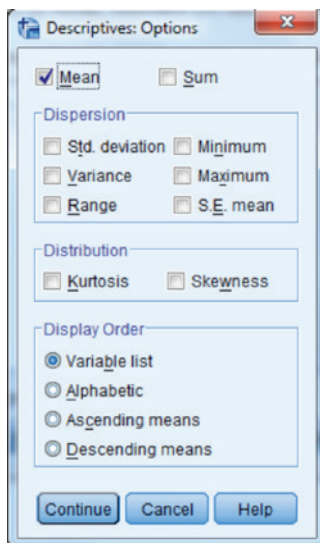 Descriptives: Options
Mean Sum
Dispersion
Std. deviation Minimum
Variance Maximum
Range S.E. mean
Distribution
Kurtosis Skewness
Display Order
Variable list
Alphabetic
Ascending means
Descending means
Continue Cancel Help